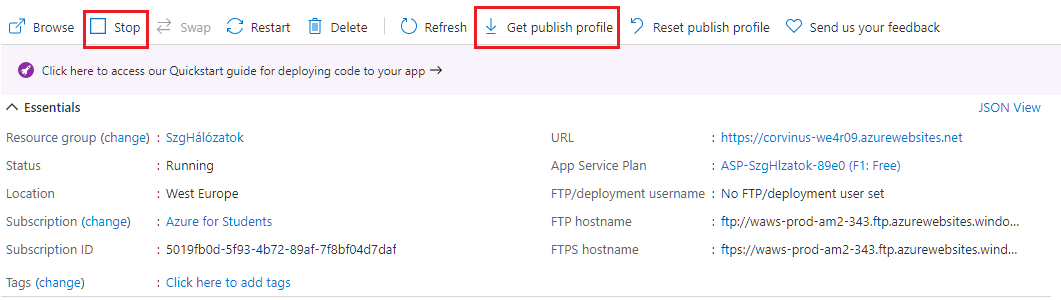 Browse Stop Swap Restart Delete Refresh Get publish profile Reset publish profile Send us your feedback
Click here to access our Quickstart guide for deploying code to your app →
Essentials JSON View
Resource group (change) : SzgHálózatok URL : https://corvinus-we4r09.azurewebsites.net
Status : Running App Service Plan : ASP-SzgHlzatok-89e0 (F1: Free)
Location : West Europe FTP/deployment username : No FTP/deployment user set
Subscription (change) : Azure for Students FTP hostname : ftp://waws-prod-am2-343.ftp.azurewebsites.windo...
Subscription ID : 5019fb0d-5f93-4b72-89af-7f8bf04d7daf FTPS hostname : ftps://waws-prod-am2-343.ftp.azurewebsites.wind...
Tags (change) : Click here to add tags